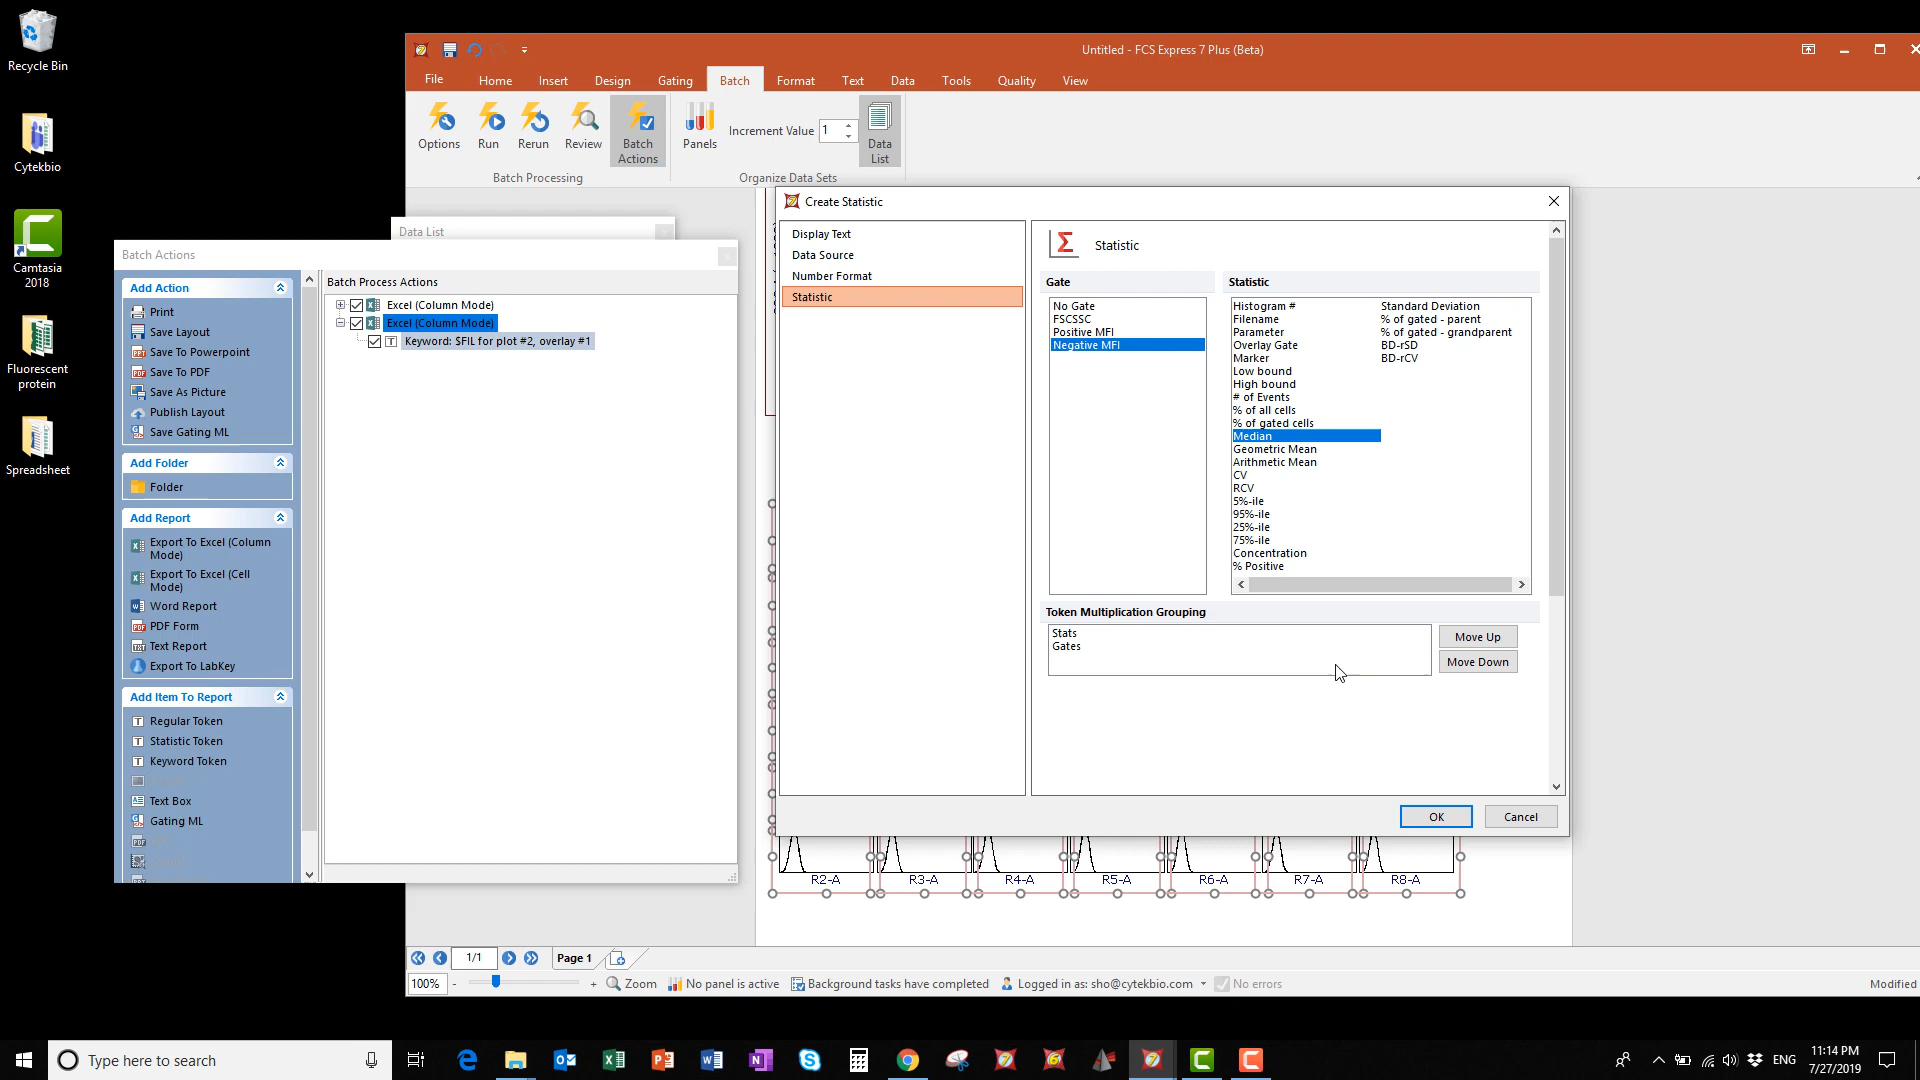 Recycle Bin
Cytekbio
Camtasia
2018
Fluorescent
protein
Spreadsheet
Untitled - FCS Express 7 Plus (Beta)
File
Home
Insert
Design
Gating
Batch
Format
Text
Data
Tools
Quality
View
Options
Run
Rerun
Review
Batch
Actions
Panels
Increment Value
1
Data
List
Batch Processing
Organize Data Sets
Data List
Batch Actions
Add Action
Print
Save Layout
Save To Powerpoint
Save To PDF
Save As Picture
Publish Layout
Save Gating ML
Add Folder
Folder
Add Report
Export To Excel (Column
Mode)
Export To Excel (Cell
Mode)
Word Report
PDF Form
Text Report
Export To LabKey
Add Item To Report
Regular Token
Statistic Token
Keyword Token
Text Box
Gating ML
Batch Process Actions
Excel (Column Mode)
Excel (Column Mode)
Keyword: $FIL for plot #2, overlay #1
Create Statistic
Display Text
Data Source
Number Format
Statistic
Statistic
Gate
No Gate
FSCSSC
Positive MFI
Negative MFI
Statistic
Histogram #
Filename
Parameter
Overlay Gate
Marker
Low bound
High bound
# of Events
% of all cells
% of gated cells
Median
Geometric Mean
Arithmetic Mean
CV
RCV
5%-ile
95%-ile
25%-ile
75%-ile
Concentration
% Positive
Standard Deviation
% of gated - parent
% of gated - grandparent
BD-rSD
BD-rCV
Token Multiplication Grouping
Stats
Gates
Move Up
Move Down
OK
Cancel
R2-A
R3-A
R4-A
R5-A
R6-A
R7-A
R8-A
1/1
Page 1
100%
- + Zoom
No panel is active
Background tasks have completed
Logged in as: sho@cytekbio.com
No errors
Modified
Type here to search
ENG
11:14 PM
7/27/2019